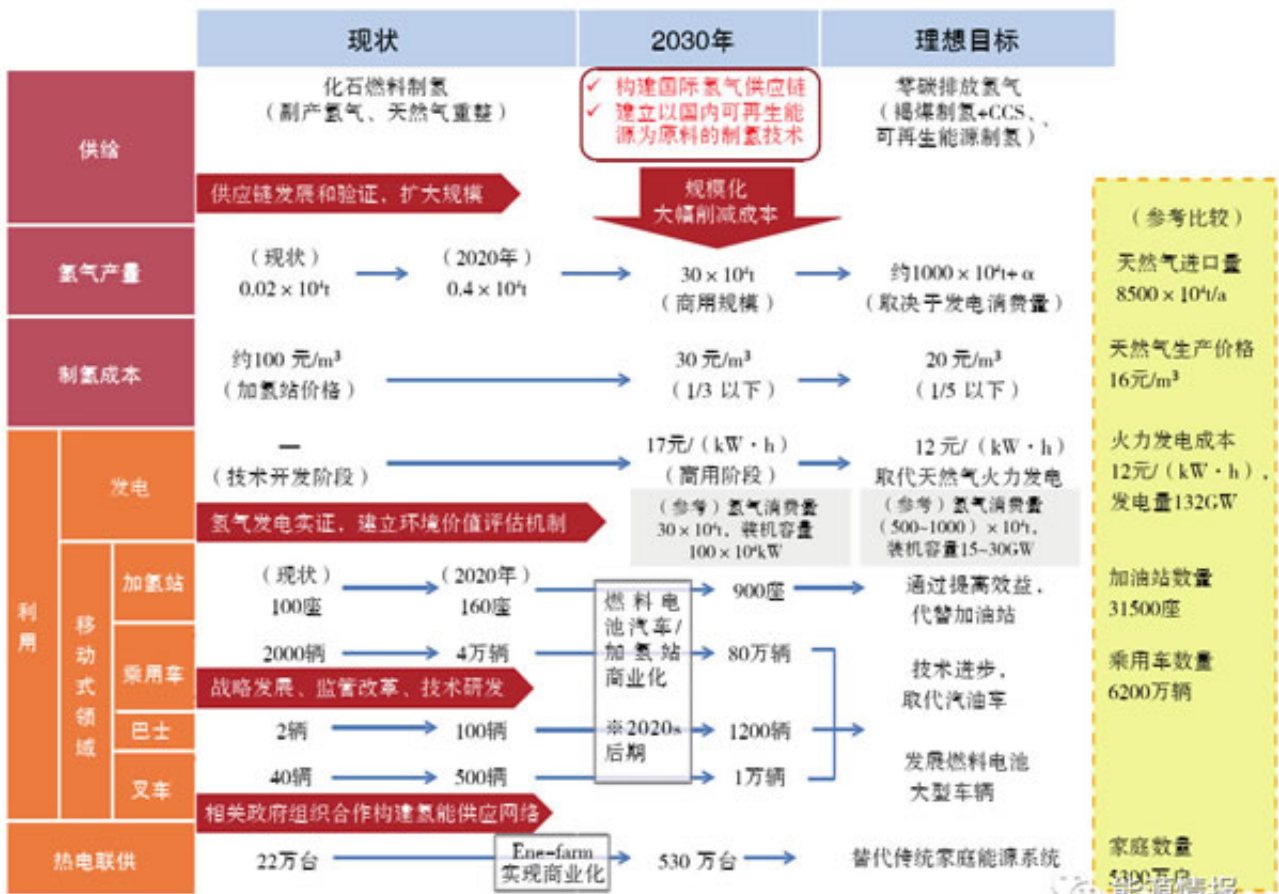 现状
2030年
理想目标
供给
化石燃料制氢
（副产氢气、天然气重整）
✓ 构建国际氢气供应链
✓ 建立以国内可再生能
源为原料的制氢技术
零碳排放氢气
（褐煤制氢+CCS、
可再生能源制氢）
供应链发展和验证，扩大规模
规模化
大幅削减成本
（参考比较）
氢气产量
（现状）
0.02 × 10⁴t
（2020年）
0.4 × 10⁴t
30 × 10⁴t
（商用规模）
约1000 × 10⁴t+ α
（取决于发电消费量）
天然气进口量
8500 × 10⁴t/a
制氢成本
约100 元/m³
（加氢站价格）
30 元/m³
（1/3 以下）
20 元/m³
（1/5 以下）
天然气生产价格
16元/m³
利用
发电
—
（技术开发阶段）
17元/（kW · h）
（商用阶段）
12 元/（kW · h）
取代天然气火力发电
火力发电成本
12元/（kW · h），
发电量132GW
氢气发电实证，建立环境价值评估机制
（参考）氢气消费量
30 × 10⁴t，装机容量
100 × 10⁴kW
（参考）氢气消费量
（500~1000）× 10⁴t，
装机容量15~30GW
移动式领域
加氢站
（现状）
100座
（2020年）
160座
燃料电
池汽车/
加氢站
商业化
※2020s
后期
900座
通过提高效益，
代替加油站
加油站数量
31500座
乘用车
2000辆
4万辆
80万辆
技术进步，
取代汽油车
乘用车数量
6200万辆
战略发展、监管改革、技术研发
巴士
2辆
100辆
1200辆
叉车
40辆
500辆
1万辆
发展燃料电池
大型车辆
相关政府组织合作构建氢能供应网络
热电联供
22万台
Ene-farm
实现商业化
530 万台
替代传统家庭能源系统
家庭数量
5300万户